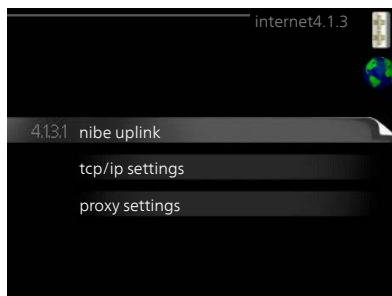 internet4.1.3
4.1.3.1 nibe uplink
tcp/ip settings
proxy settings